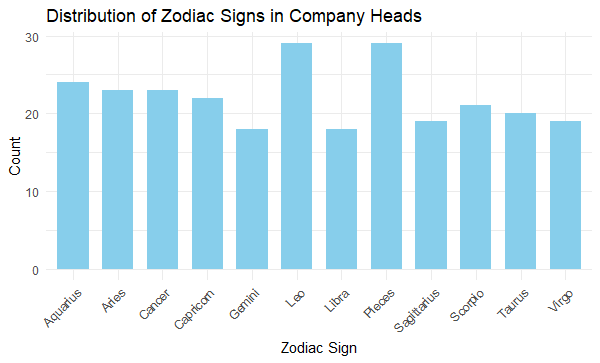 Distribution of Zodiac Signs in Company Heads
30
20
10
0
Count
Aquarius
Aries
Cancer
Capricorn
Gemini
Leo
Libra
Pieces
Sagittarius
Scorpio
Taurus
Virgo
Zodiac Sign